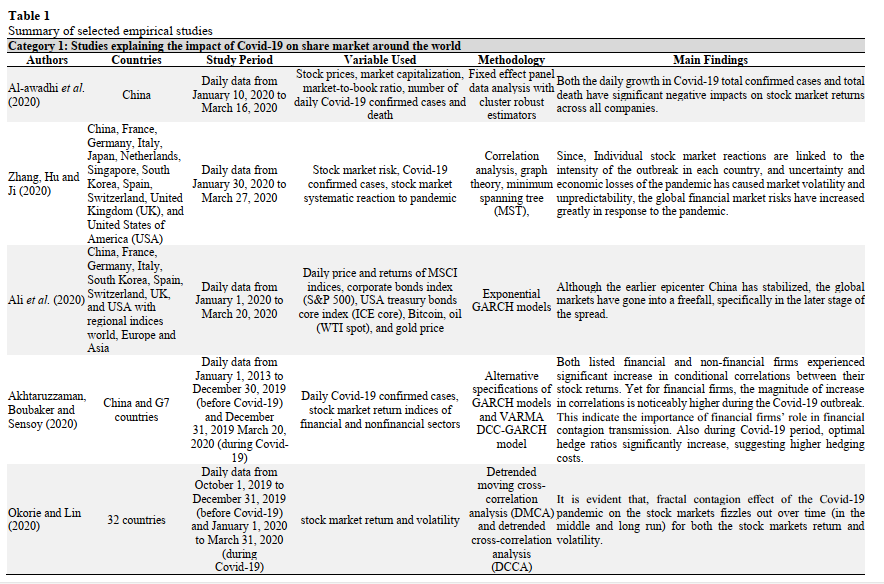 Table 1
Summary of selected empirical studies
Category 1: Studies explaining the impact of Covid-19 on share market around the world
Authors Countries Study Period Variable Used Methodology Main Findings
Al-awadhi et al.
(2020)
China
Daily data from
January 10, 2020 to
March 16, 2020
Stock prices, market capitalization,
market-to-book ratio, number of
daily Covid-19 confirmed cases and
death
Fixed effect panel
data analysis with
cluster robust
estimators
Both the daily growth in Covid-19 total confirmed cases and total
death have significant negative impacts on stock market returns
across all companies.
Zhang, Hu and
Ji (2020)
China, France,
Germany, Italy,
Japan, Netherlands,
Singapore, South
Korea, Spain,
Switzerland, United
Kingdom (UK), and
United States of
America (USA)
Daily data from
January 30, 2020 to
March 27, 2020
Stock market risk, Covid-19
confirmed cases, stock market
systematic reaction to pandemic
Correlation
analysis, graph
theory, minimum
spanning tree
(MST),
Since, Individual stock market reactions are linked to the
intensity of the outbreak in each country, and uncertainty and
economic losses of the pandemic has caused market volatility and
unpredictability, the global financial market risks have increased
greatly in response to the pandemic.
Ali et al. (2020)
China, France,
Germany, Italy,
South Korea, Spain,
Switzerland, UK,
and USA with
regional indices
world, Europe and
Asia
Daily data from
January 1, 2020 to
March 20, 2020
Daily price and returns of MSCI
indices, corporate bonds index
(S&P 500), USA treasury bonds
core index (ICE core), Bitcoin, oil
(WTI spot), and gold price
Exponential
GARCH models
Although the earlier epicenter China has stabilized, the global
markets have gone into a freefall, specifically in the later stage of
the spread.
Akhtaruzzaman,
Boubaker and
Sensoy (2020)
China and G7
countries
Daily data from
January 1, 2013 to
December 30, 2019
(before Covid-19)
and December
31, 2019 March 20,
2020 (during Covid-
19)
Daily Covid-19 confirmed cases,
stock market return indices of
financial and nonfinancial sectors
Alternative
specifications of
GARCH models
and VARMA
DCC-GARCH
model
Both listed financial and non-financial firms experienced
significant increase in conditional correlations between their
stock returns. Yet for financial firms, the magnitude of increase
in correlations is noticeably higher during the Covid-19 outbreak.
This indicate the importance of financial firms' role in financial
contagion transmission. Also during Covid-19 period, optimal
hedge ratios significantly increase, suggesting higher hedging
costs.
Okorie and Lin
(2020)
32 countries
Daily data from
October 1, 2019 to
December 31, 2019
(before Covid-19)
and January 1, 2020
to March 31, 2020
(during
Covid-19)
stock market return and volatility
Detrended
moving cross-
correlation
analysis (DMCA)
and detrended
cross-correlation
analysis
(DCCA)
It is evident that, fractal contagion effect of the Covid-19
pandemic on the stock markets fizzles out over time (in the
middle and long run) for both the stock markets return and
volatility.